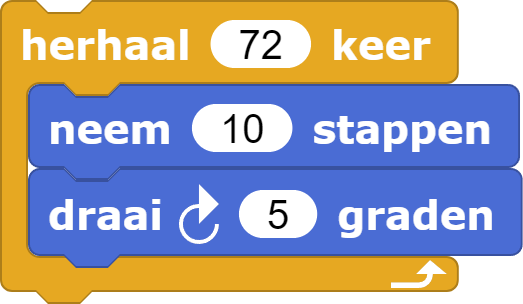 herhaal 72 keer
neem 10 stappen
draai 5 graden